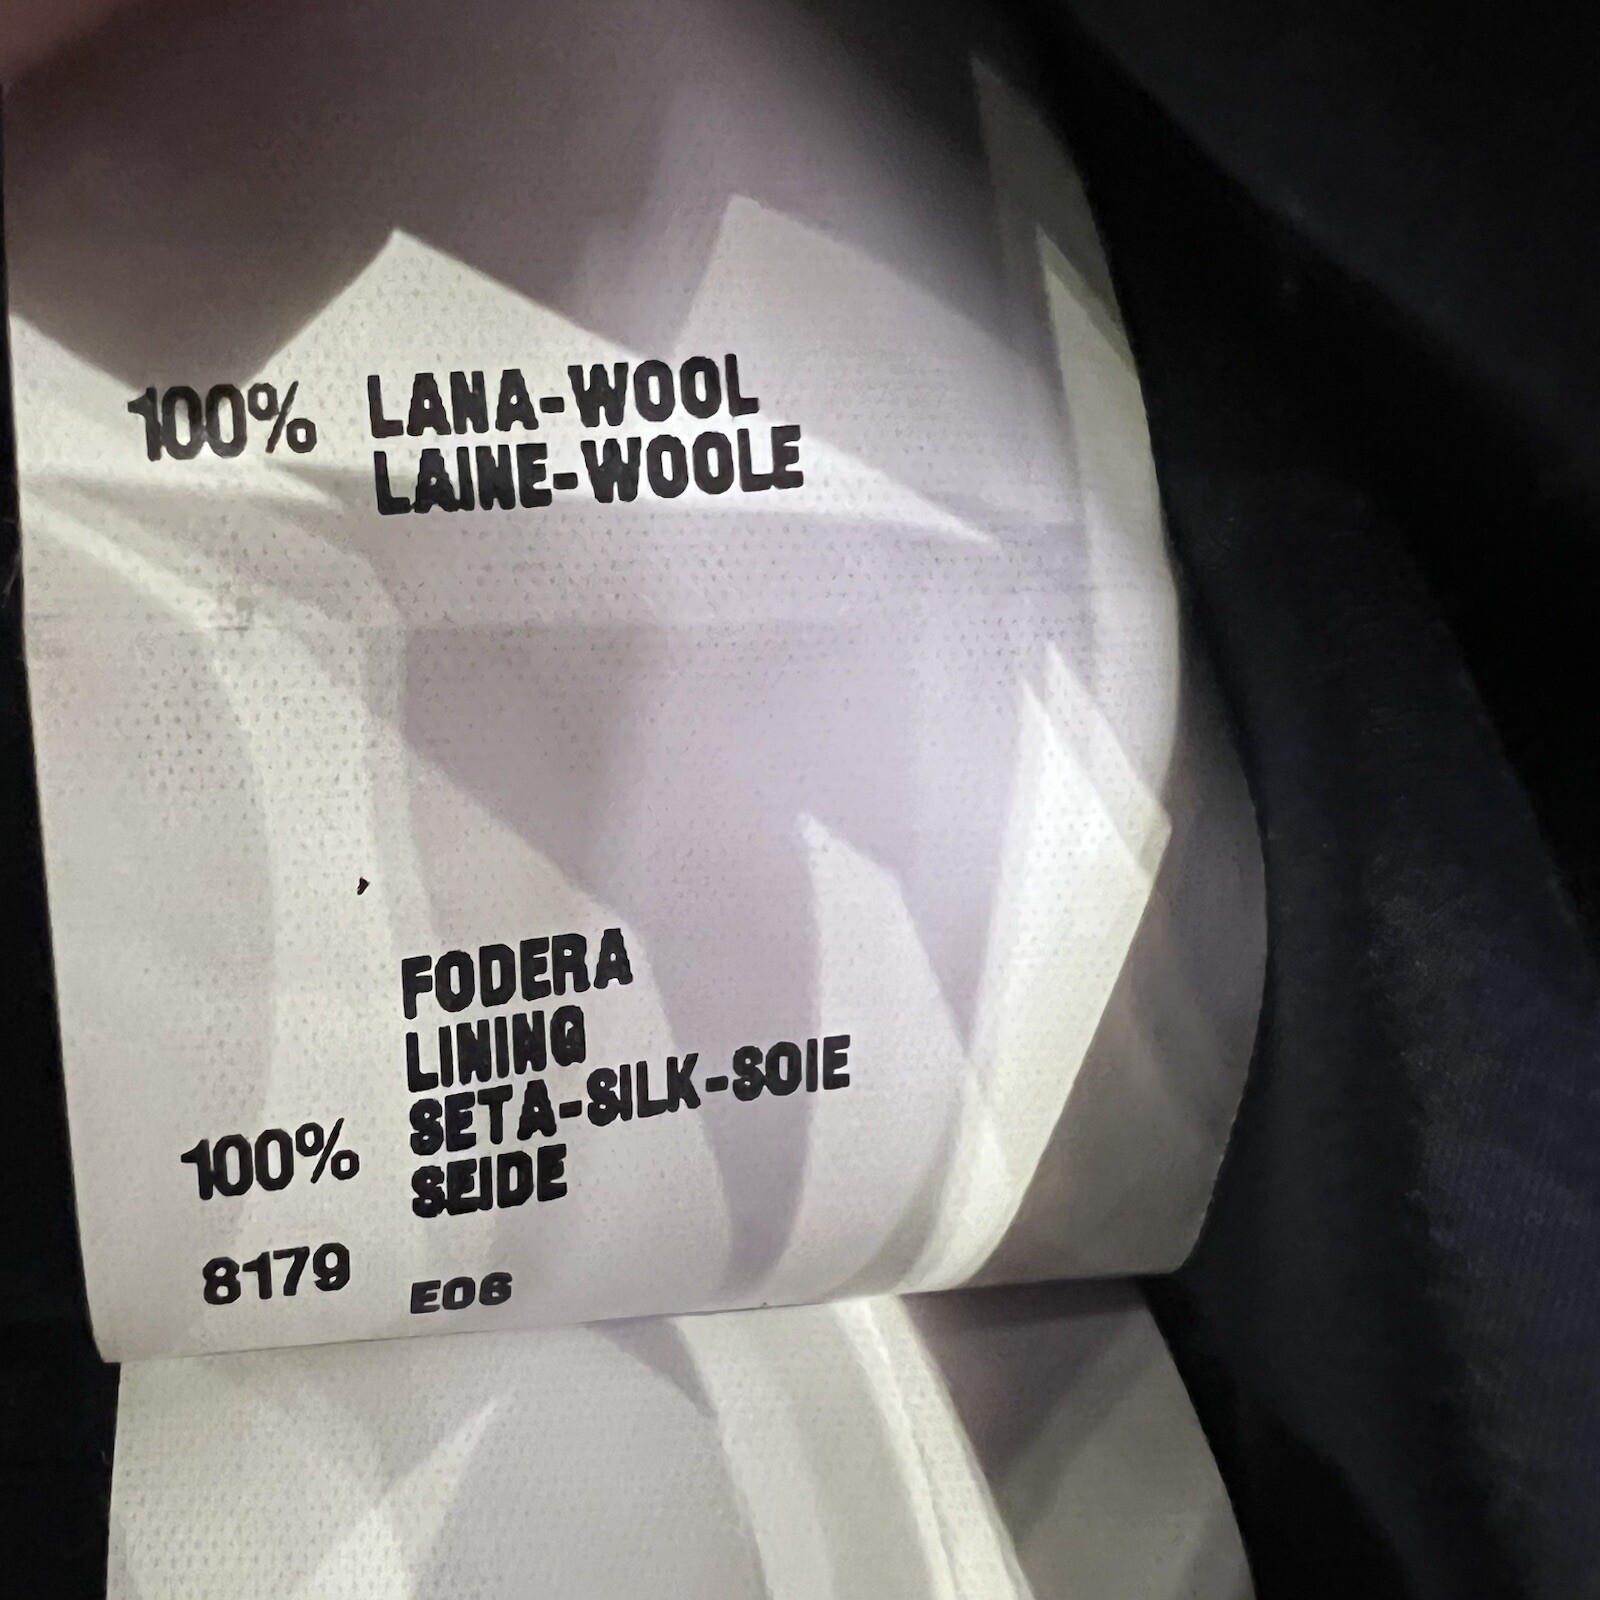 100% LANA-WOOL
LAINE-WOOLE
FODERA
LINING
SETA-SILK-SOIE
100% SEIDE
8179 E06